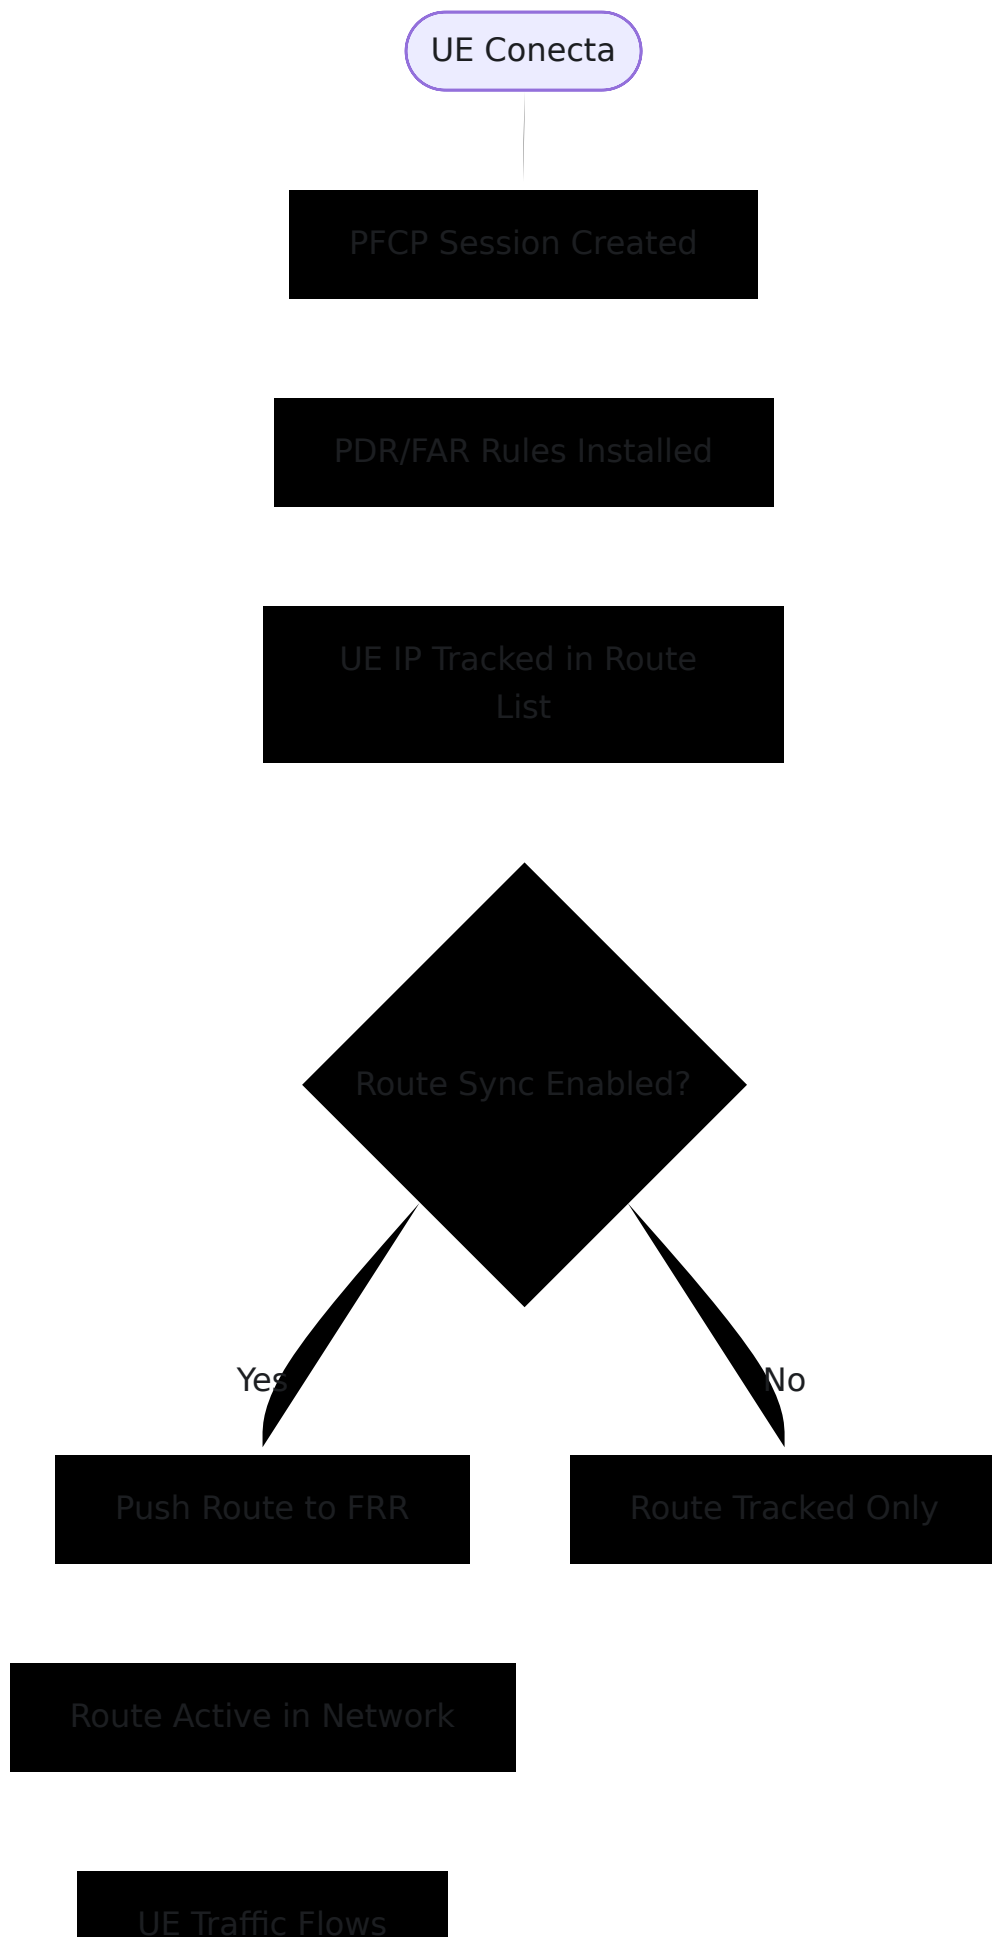 UE Conecta
PFCP Session Created
PDR/FAR Rules Installed
UE IP Tracked in Route
List
Route Sync Enabled?
Yes
No
Push Route to FRR
Route Tracked Only
Route Active in Network
UE Traffic Flows